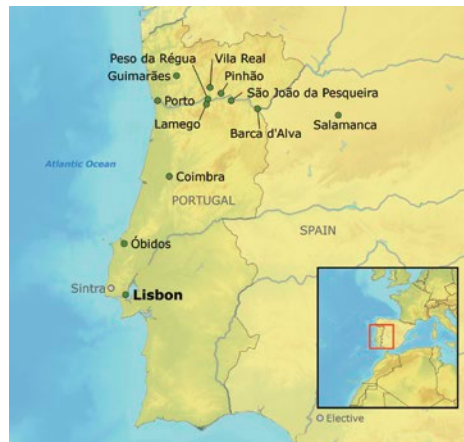 Peso da Régua
Vila Real
Guimarães
Pinhão
Porto
São João da Pesqueira
Lamego
Barca d'Alva
Salamanca
Atlantic Ocean
Coimbra
PORTUGAL
SPAIN
Óbidos
Sintra
Lisbon
Elective